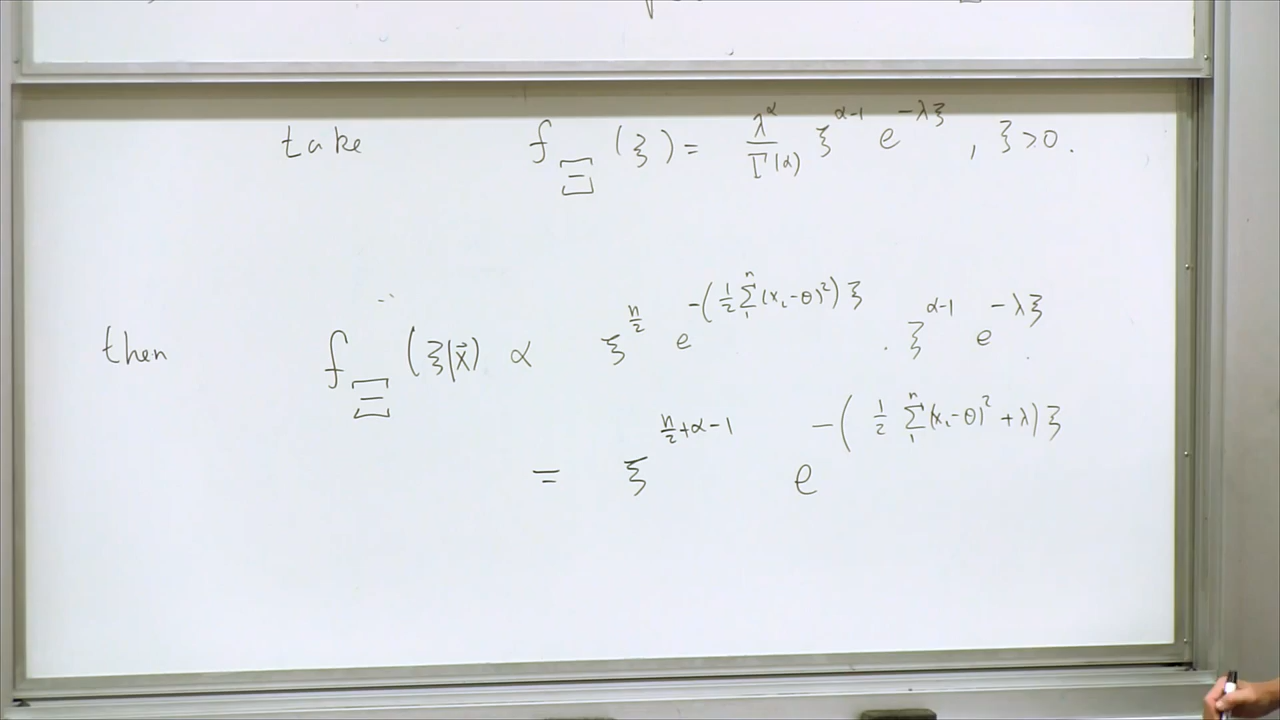 take f_Ξ (ξ) = λ^α / Γ(α) ξ^{α-1} e^{-λξ} , ξ > 0 .
then f_Ξ (ξ|x⃗) ∝ ξ^{n/2} e^{-(1/2 Σ_1^n (x_i - θ)^2) ξ} · ξ^{α-1} e^{-λξ} .
= ξ^{n/2 + α - 1} e^{-(1/2 Σ_1^n (x_i - θ)^2 + λ) ξ}